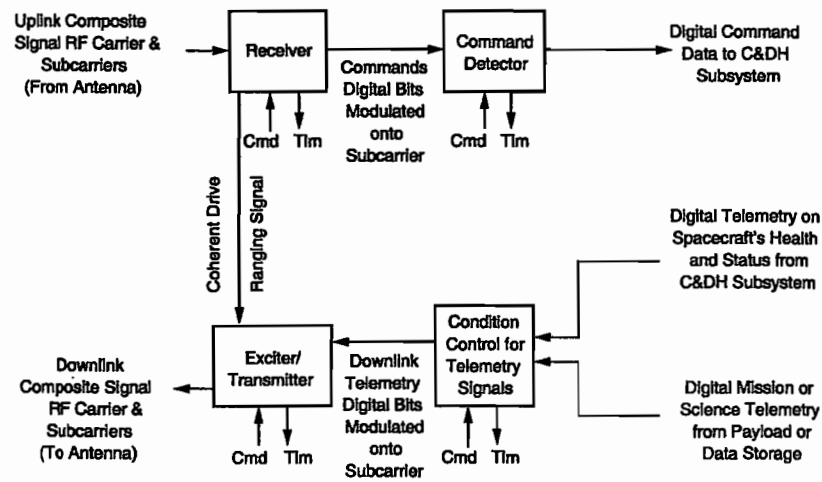 Uplink Composite
Signal RF Carrier &
Subcarriers
(From Antenna)
Receiver
Cmd Tlm
Commands
Digital Bits
Modulated
onto
Subcarrier
Command
Detector
Cmd Tlm
Digital Command
Data to C&DH
Subsystem
Coherent Drive
Ranging Signal
Digital Telemetry on
Spacecraft's Health
and Status from
C&DH Subsystem
Condition
Control for
Telemetry
Signals
Cmd Tlm
Digital Mission or
Science Telemetry
from Payload or
Data Storage
Downlink
Telemetry
Digital Bits
Modulated
onto
Subcarrier
Exciter/
Transmitter
Cmd Tlm
Downlink
Composite Signal
RF Carrier &
Subcarriers
(To Antenna)